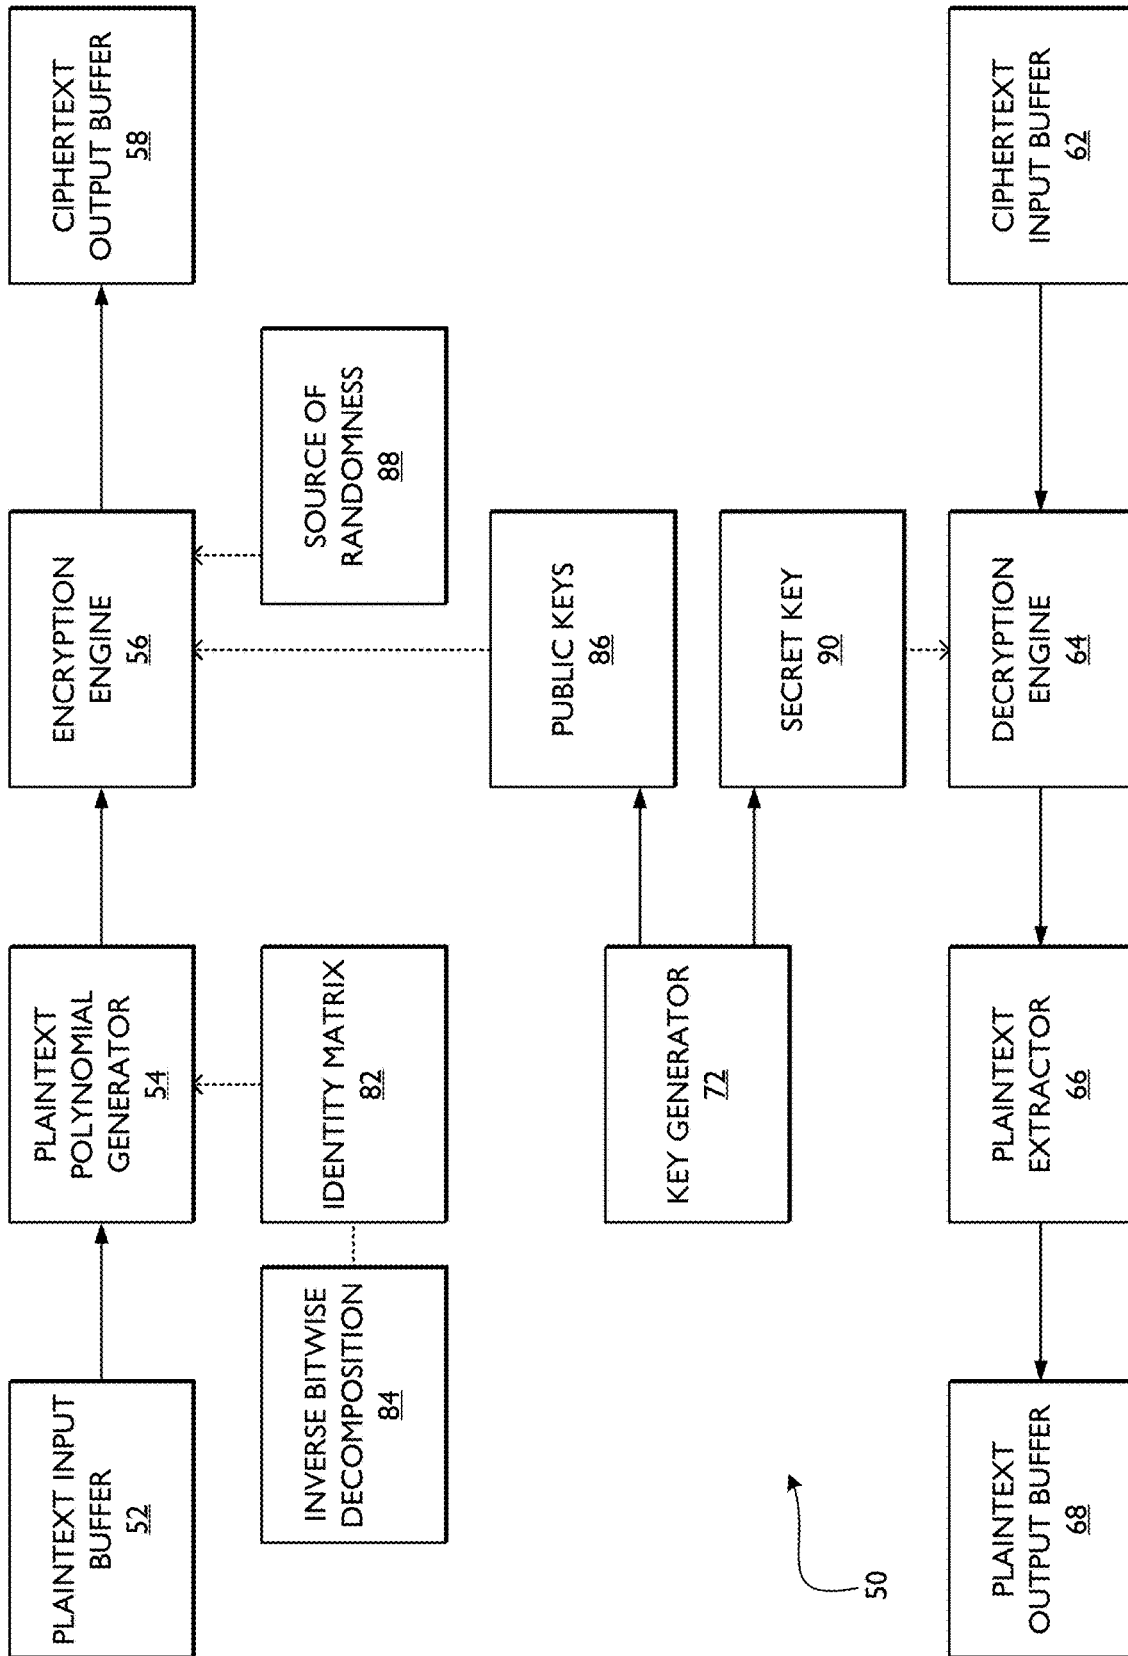 PLAINTEXT INPUT
BUFFER
52
PLAINTEXT
POLYNOMIAL
GENERATOR
54
ENCRYPTION
ENGINE
56
CIPHERTEXT
OUTPUT BUFFER
58
INVERSE BITWISE
DECOMPOSITION
84
IDENTITY MATRIX
82
SOURCE OF
RANDOMNESS
88
PUBLIC KEYS
86
KEY GENERATOR
72
SECRET KEY
90
50
PLAINTEXT
OUTPUT BUFFER
68
PLAINTEXT
EXTRACTOR
66
DECRYPTION
ENGINE
64
CIPHERTEXT
INPUT BUFFER
62